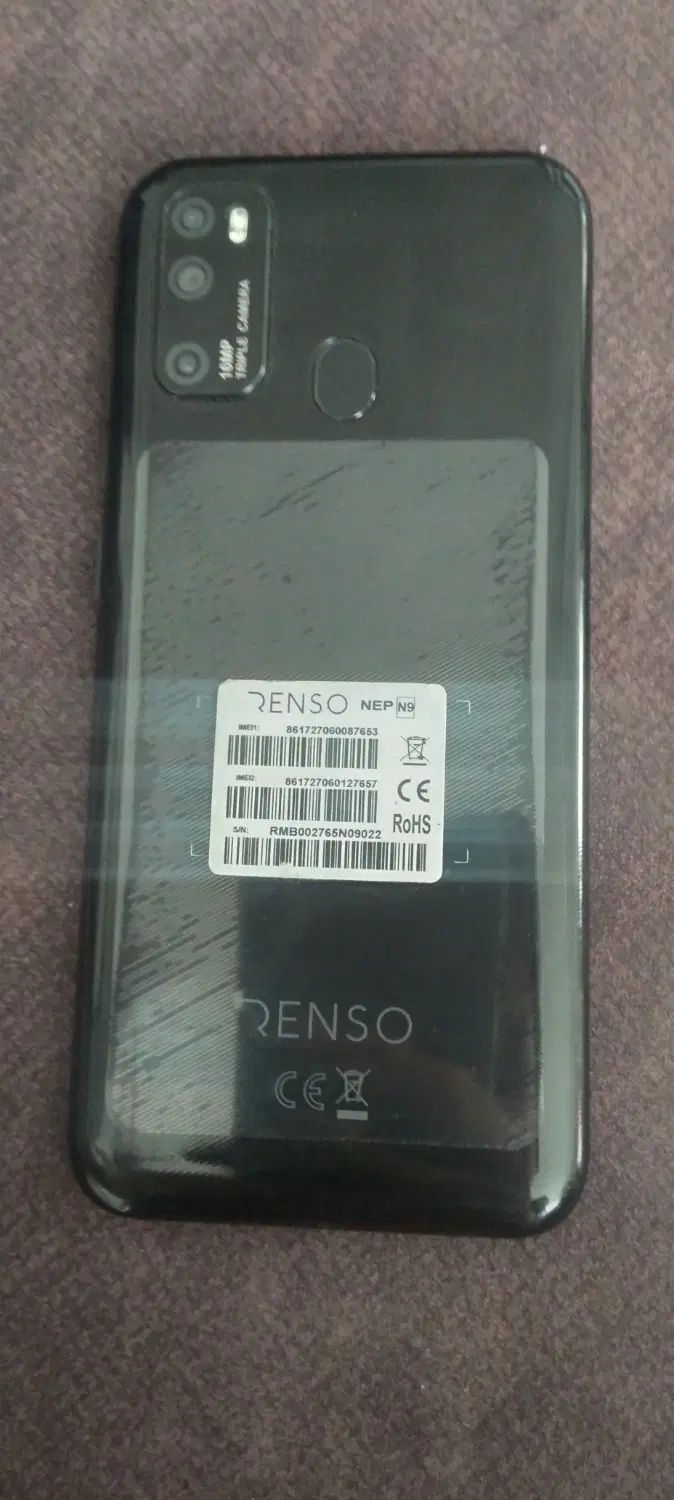 16MP
TRIPLE CAMERA
RENSO NEP N9
IMEI1: 861727060087653
IMEI2: 861727060127657
CE
S/N: RMB002765N09022
RoHS
RENSO
CE